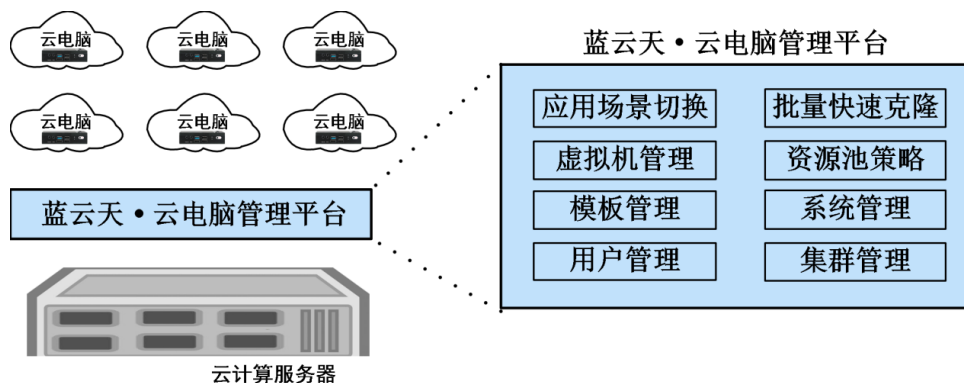 云电脑 云电脑 云电脑
云电脑 云电脑 云电脑
蓝云天·云电脑管理平台
云计算服务器
蓝云天·云电脑管理平台
应用场景切换 批量快速克隆
虚拟机管理 资源池策略
模板管理 系统管理
用户管理 集群管理